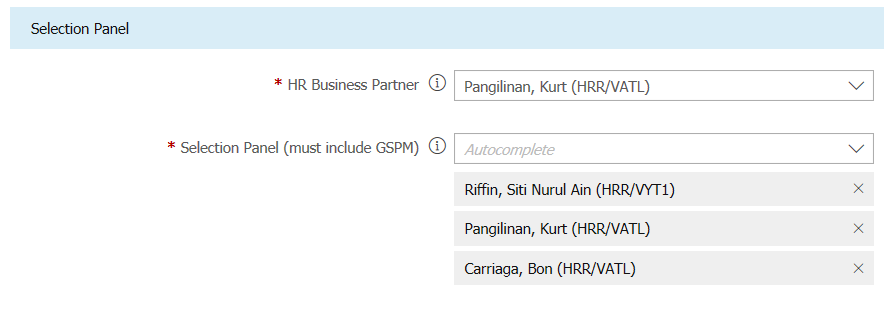 Selection Panel
* HR Business Partner
Pangilinan, Kurt (HRR/VATL)
* Selection Panel (must include GSPM)
Autocomplete
Riffin, Siti Nurul Ain (HRR/VYT1)
Pangilinan, Kurt (HRR/VATL)
Carriaga, Bon (HRR/VATL)